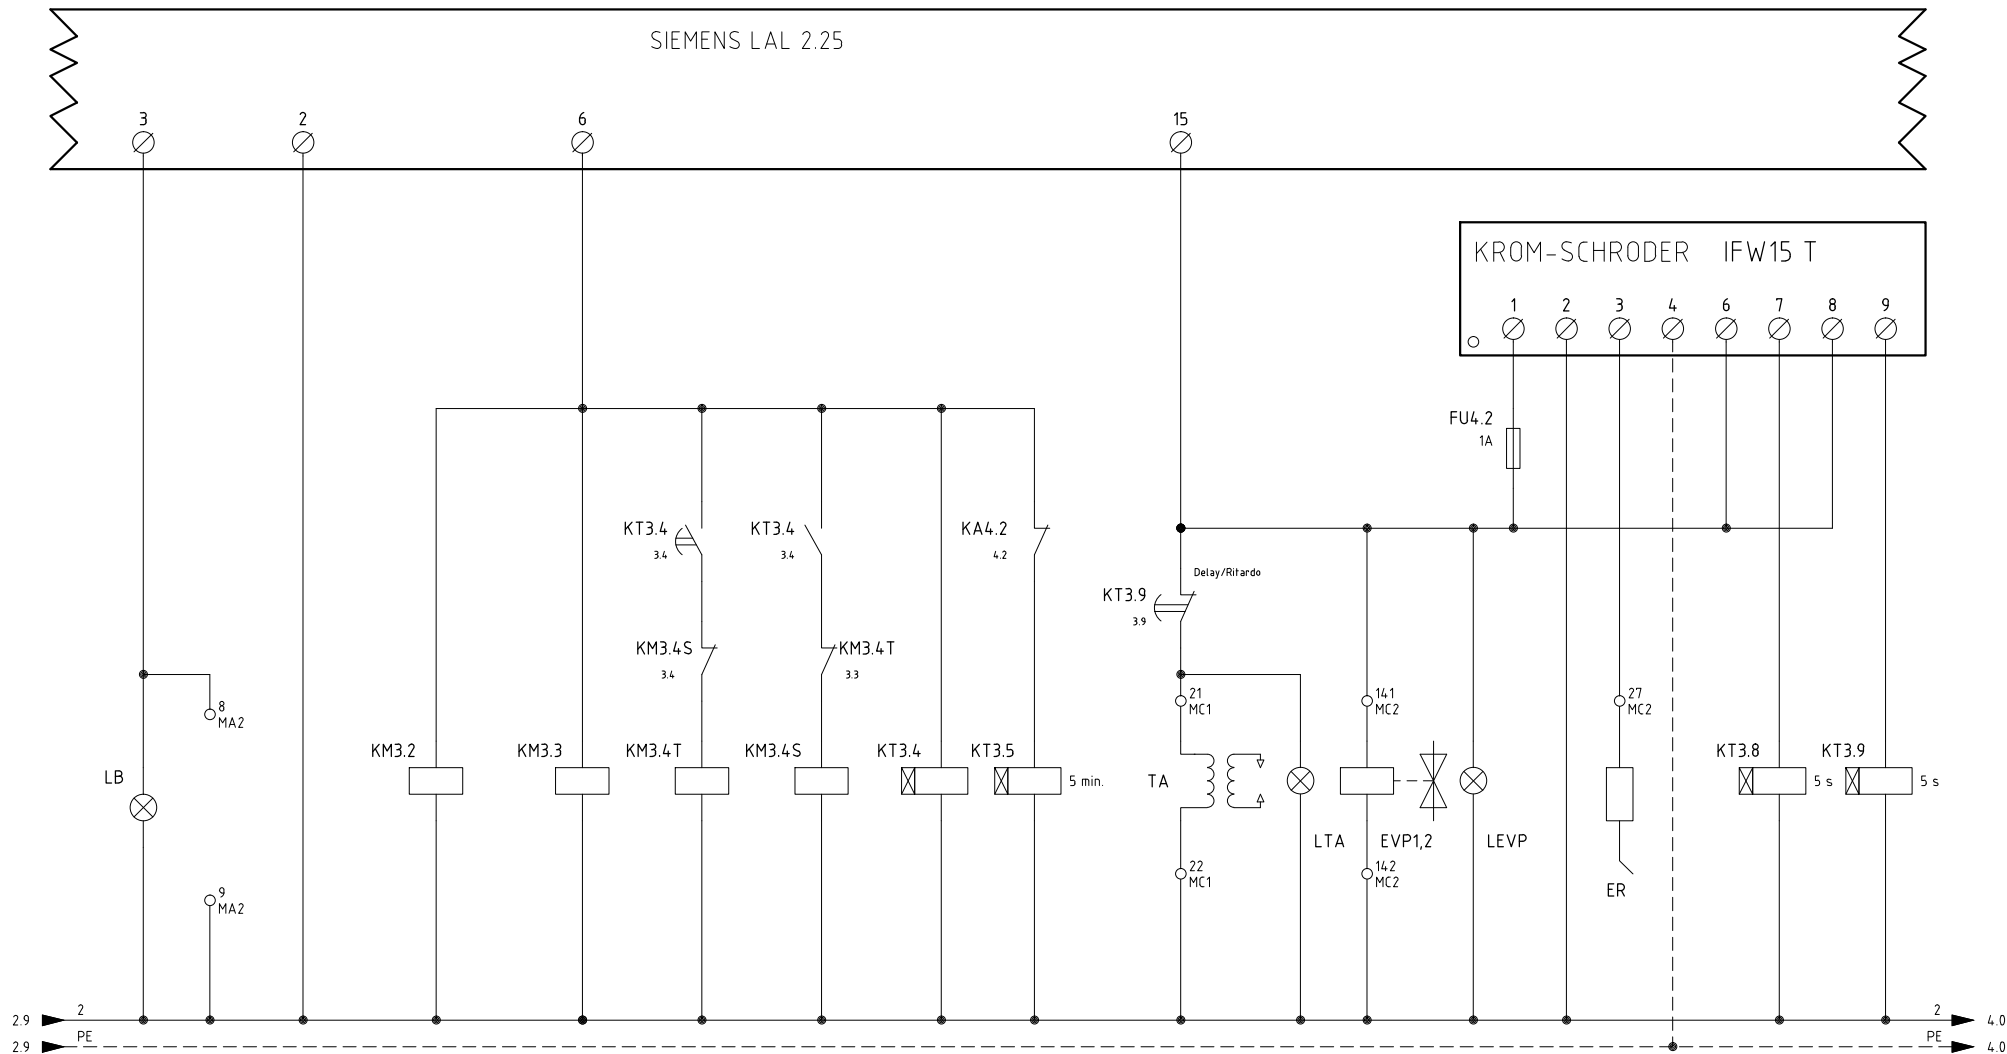 SIEMENS LAL 2.25
3
2
6
15
KROM-SCHRODER IFW15 T
1 2 3 4 6 7 8 9
FU4.2
1A
KT3.4
3.4
KT3.4
3.4
KA4.2
4.2
Delay/Ritardo
KT3.9
3.9
KM3.4S
3.4
KM3.4T
3.3
8
MA2
21
MC1
141
MC2
27
MC2
LB
KM3.2
KM3.3
KM3.4T
KM3.4S
KT3.4
KT3.5
5 min.
TA
KT3.8
5 s
KT3.9
5 s
LTA
EVP1,2
LEVP
22
MC1
142
MC2
ER
9
MA2
2.9
2
2
4.0
2.9
PE
PE
4.0